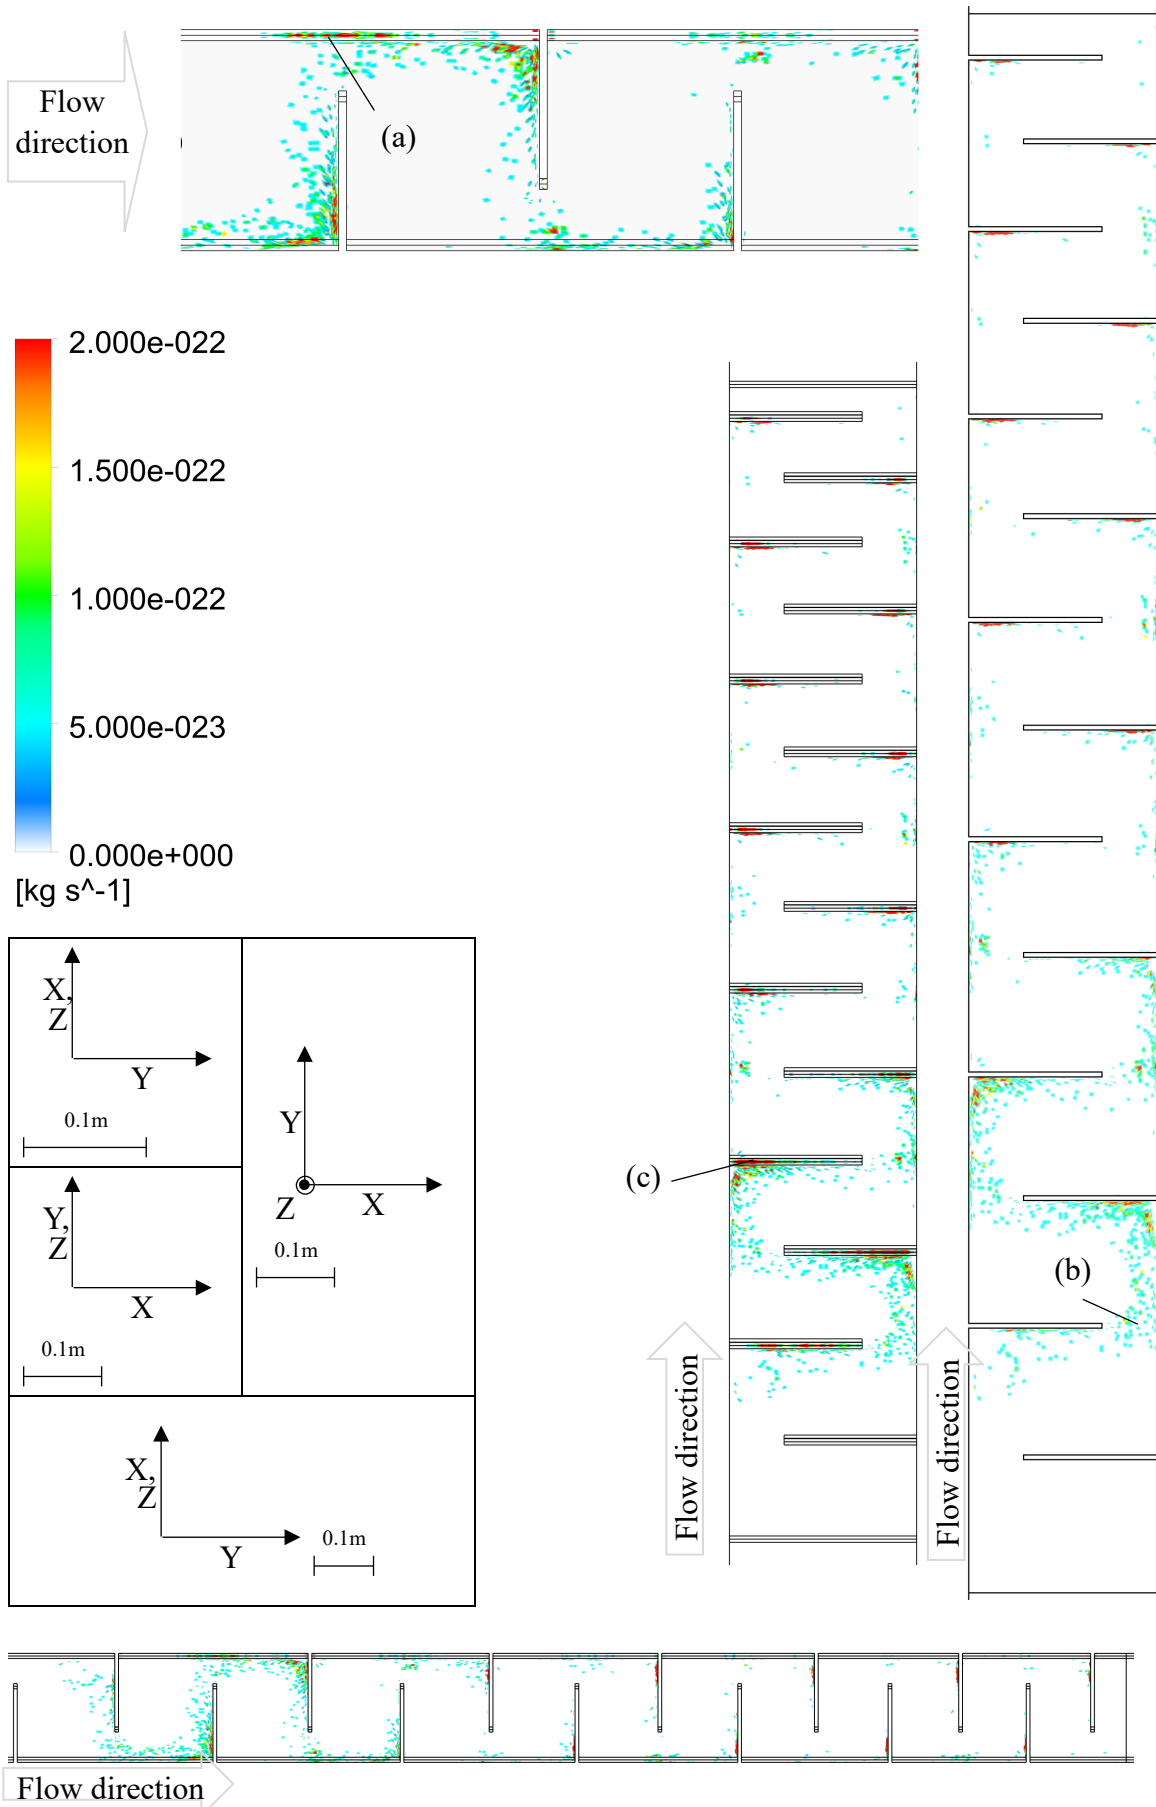 Flow
direction
(a)
2.000e-022
1.500e-022
1.000e-022
5.000e-023
0.000e+000
[kg s^-1]
X,
Z
Y
0.1m
Y,
Z
X
0.1m
Y
Z
X
0.1m
X,
Z
Y
0.1m
(c)
(b)
Flow direction
Flow direction
Flow direction